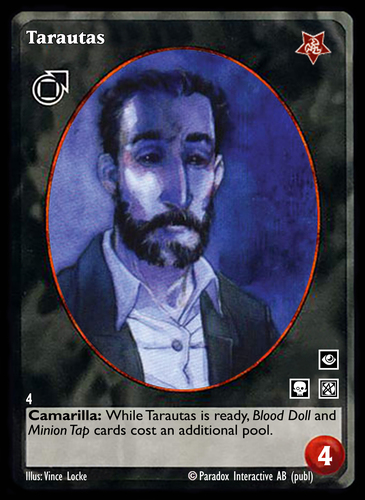 Tarautas
4
Camarilla: While Tarautas is ready, Blood Doll and
Minion Tap cards cost an additional pool.
4
Illus: Vince Locke © Paradox Interactive AB (publ)